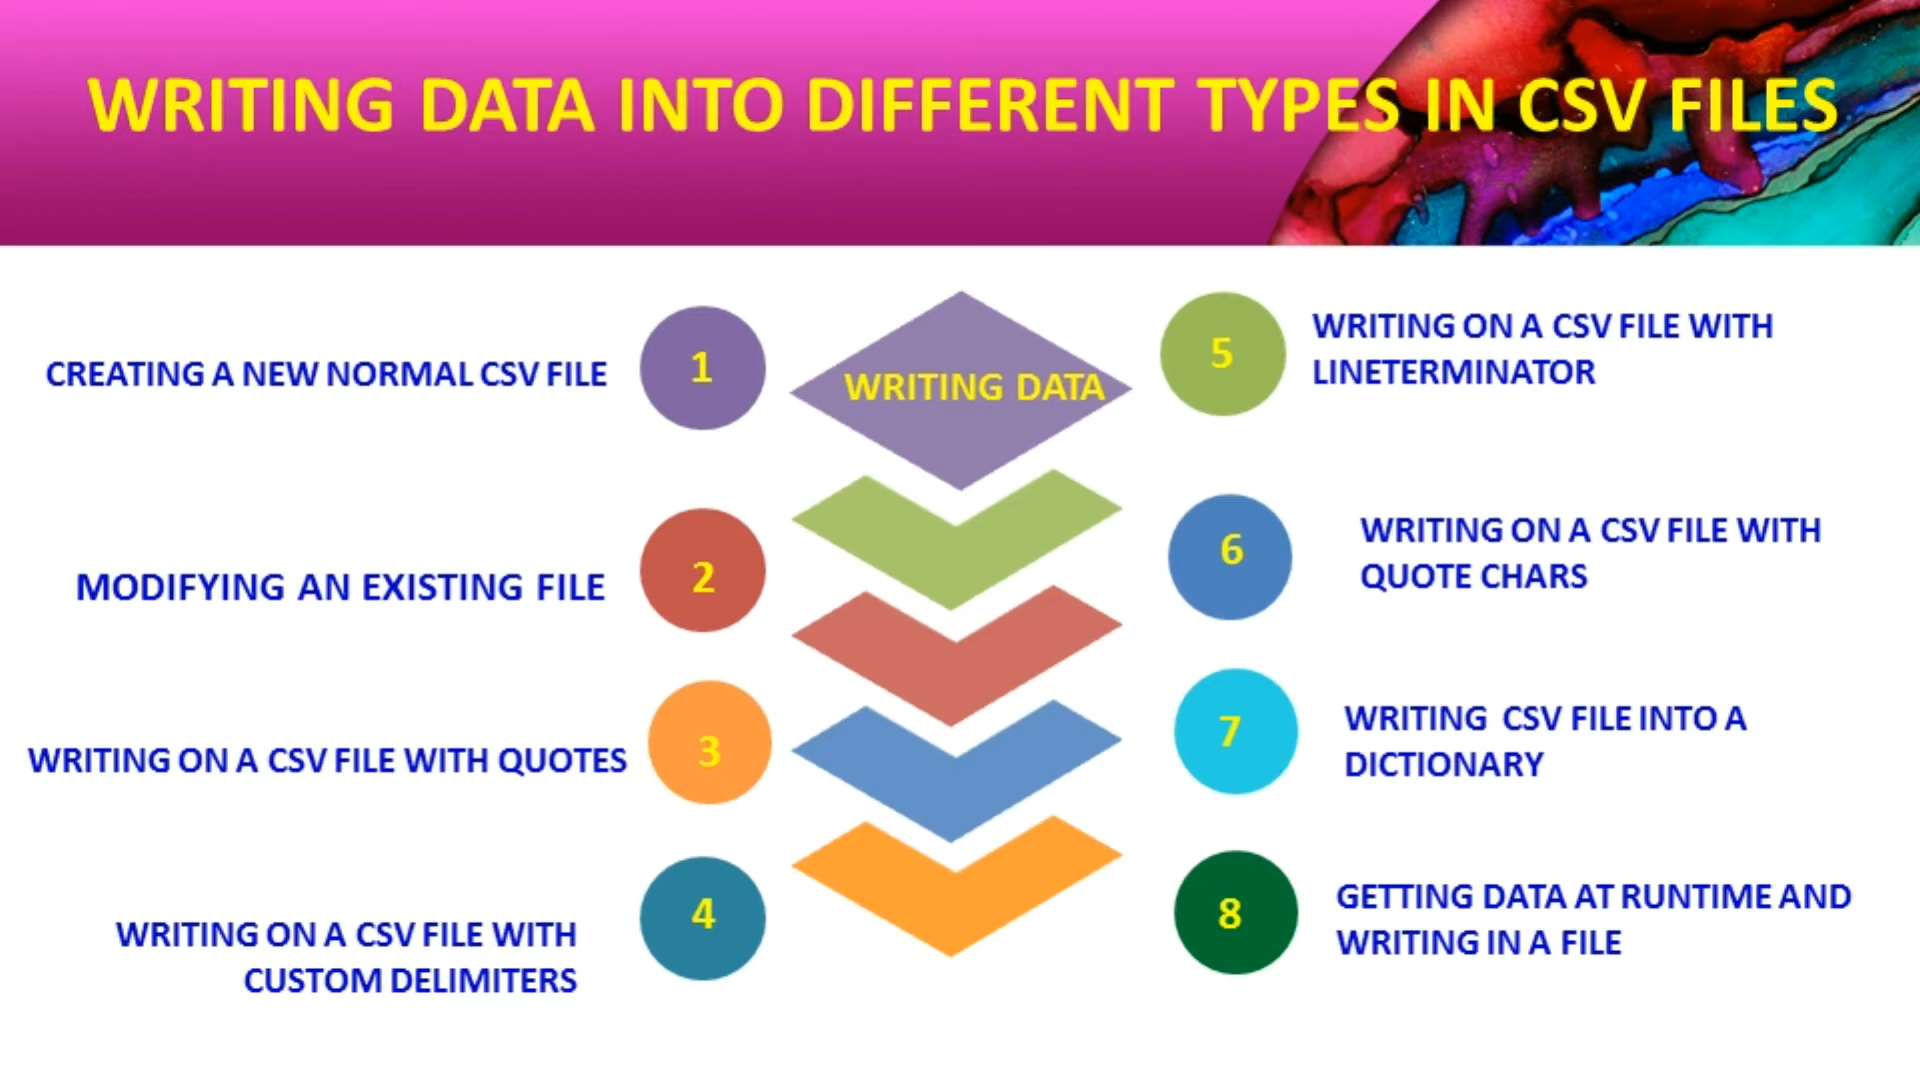 WRITING DATA INTO DIFFERENT TYPES IN CSV FILES
WRITING DATA
1
CREATING A NEW NORMAL CSV FILE
2
MODIFYING AN EXISTING FILE
3
WRITING ON A CSV FILE WITH QUOTES
4
WRITING ON A CSV FILE WITH
CUSTOM DELIMITERS
5
WRITING ON A CSV FILE WITH
LINETERMINATOR
6
WRITING ON A CSV FILE WITH
QUOTE CHARS
7
WRITING CSV FILE INTO A
DICTIONARY
8
GETTING DATA AT RUNTIME AND
WRITING IN A FILE